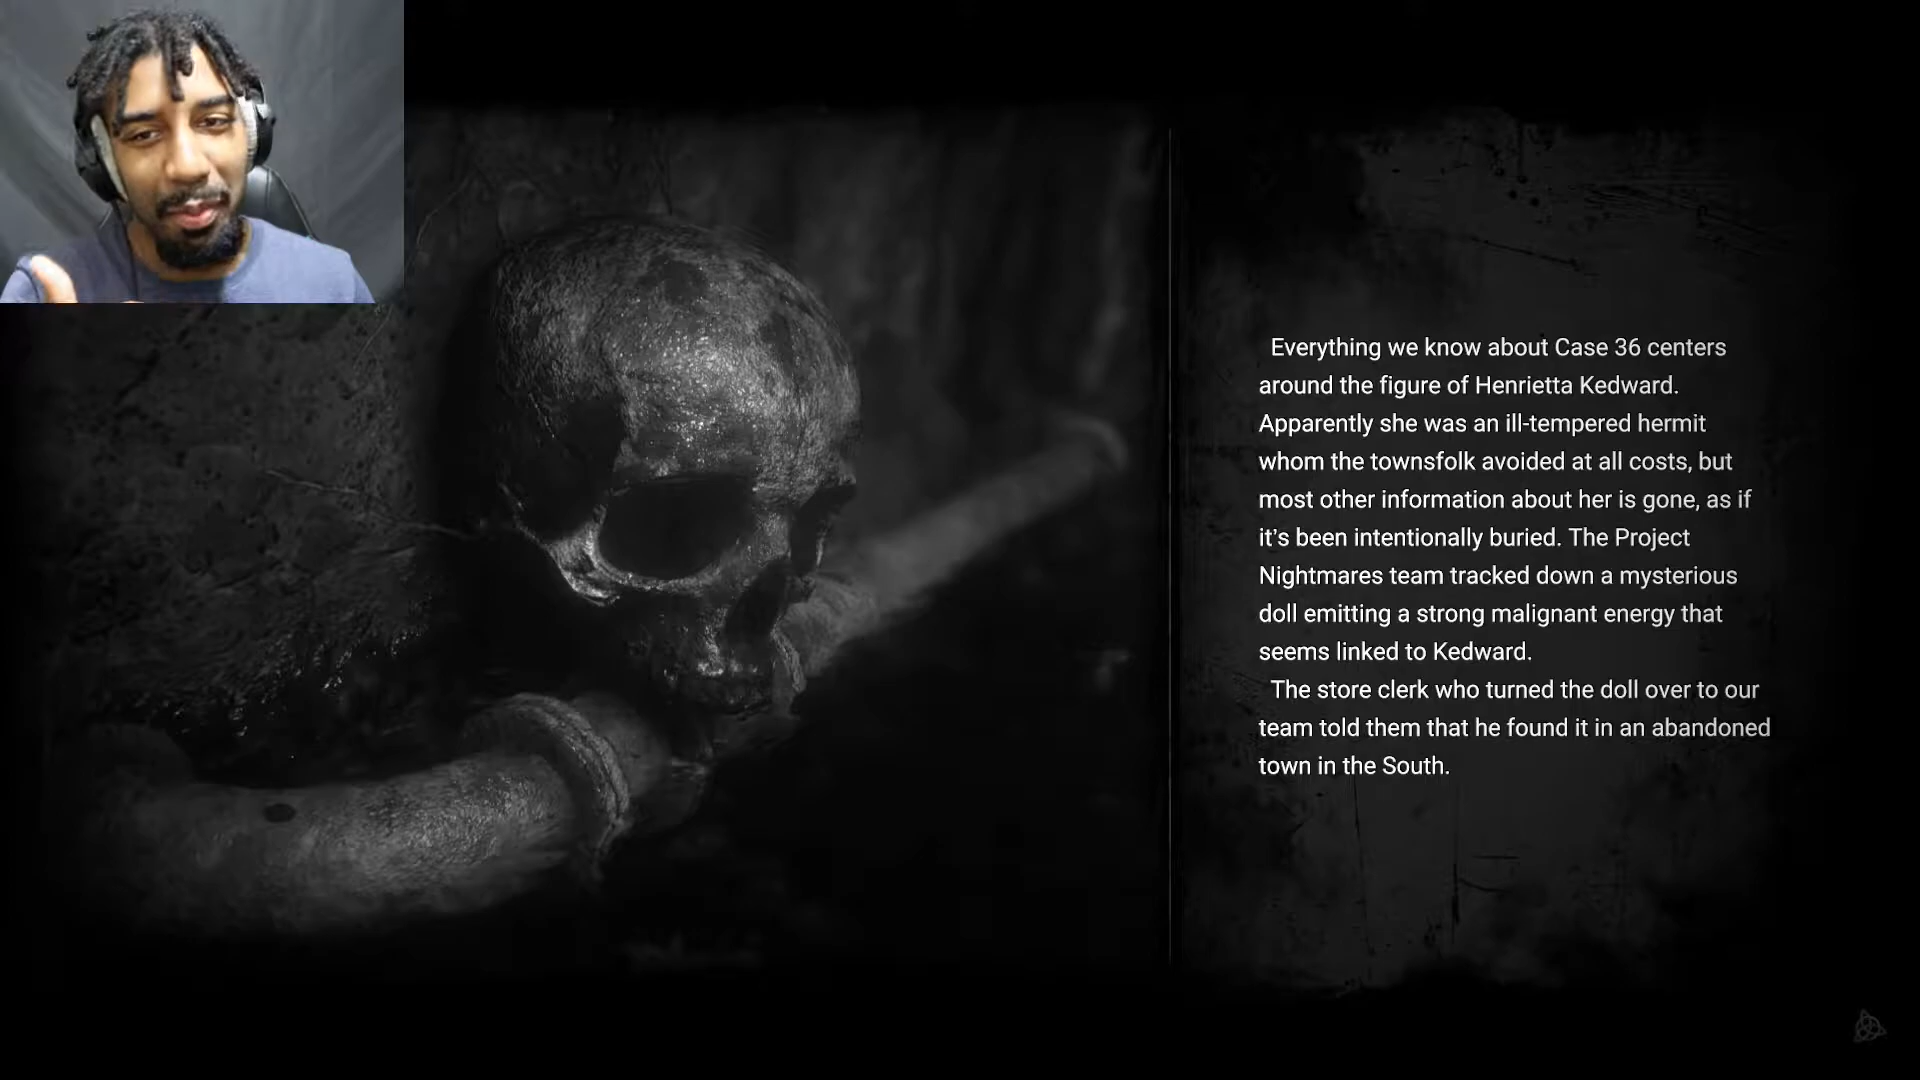 Everything we know about Case 36 centers
around the figure of Henrietta Kedward.
Apparently she was an ill-tempered hermit
whom the townsfolk avoided at all costs, but
most other information about her is gone, as if
it's been intentionally buried. The Project
Nightmares team tracked down a mysterious
doll emitting a strong malignant energy that
seems linked to Kedward.
The store clerk who turned the doll over to our
team told them that he found it in an abandoned
town in the South.